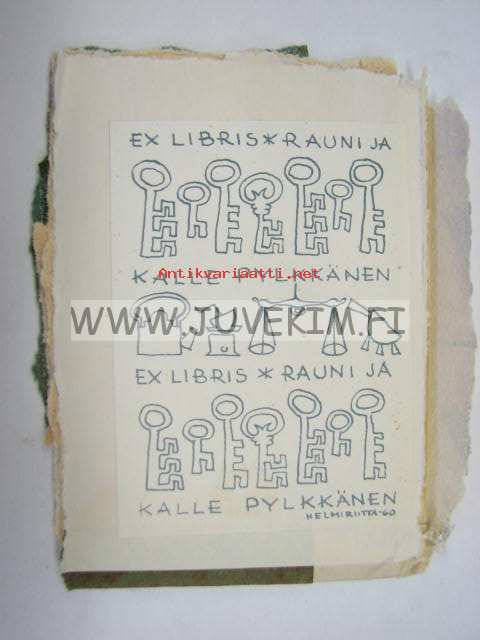 EX LIBRIS * RAUNI JA
Antikvariaatti.net
KALLE PYLKKÄNEN
WWW.JUVEKIM.FI
EX LIBRIS * RAUNI JA
KALLE PYLKKÄNEN
HELMIRIITTA-60